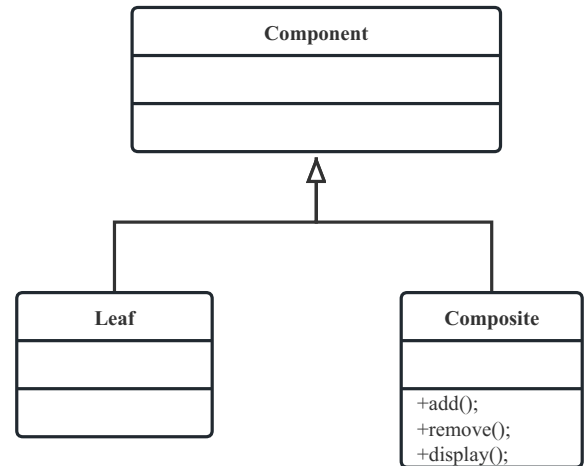 Component
Leaf
Composite
+add();
+remove();
+display();